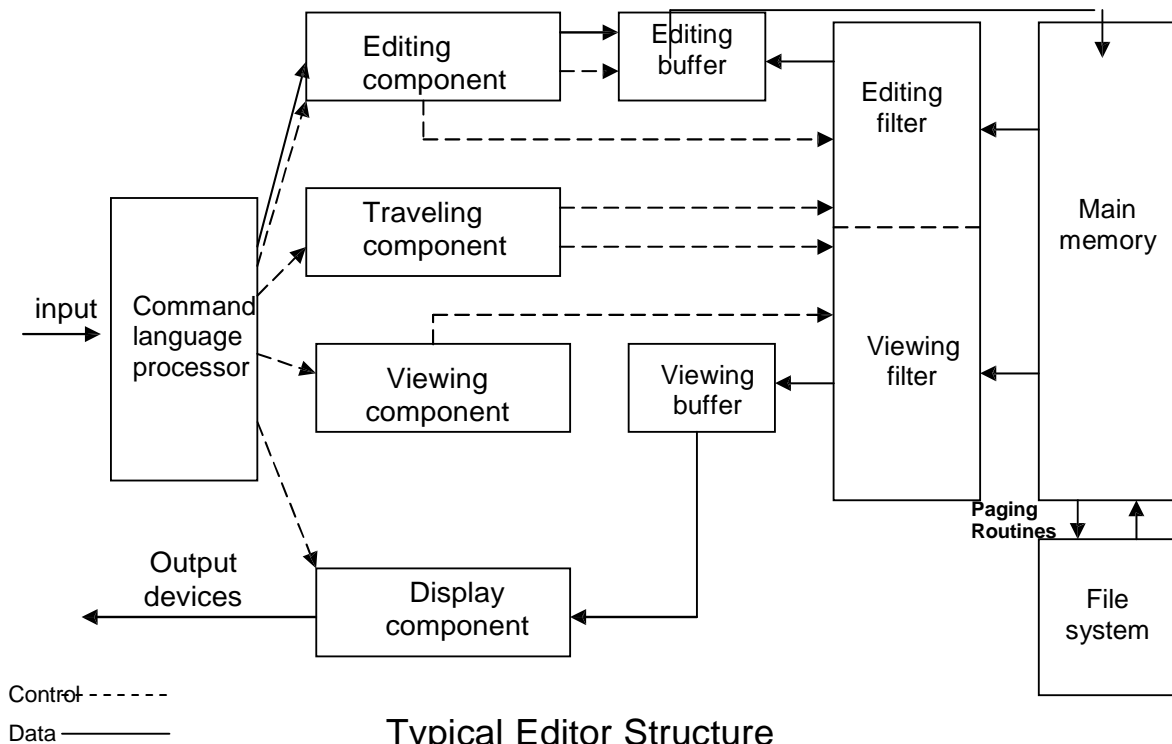 Editing
component
Editing
buffer
Editing
filter
Main
memory
Traveling
component
input
Command
language
processor
Viewing
component
Viewing
buffer
Viewing
filter
Paging
Routines
Output
devices
Display
component
File
system
Control
Data
Typical Editor Structure